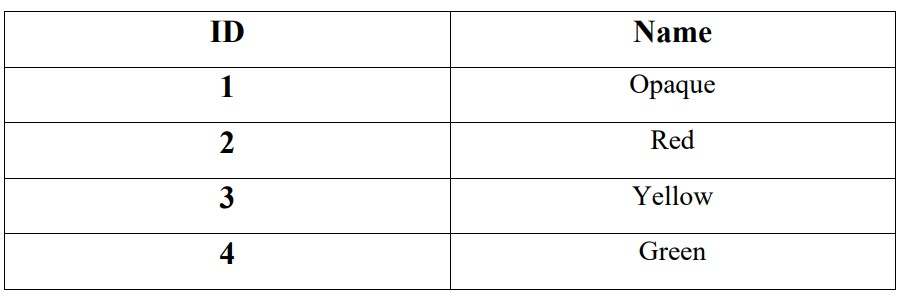 ID Name
1 Opaque
2 Red
3 Yellow
4 Green